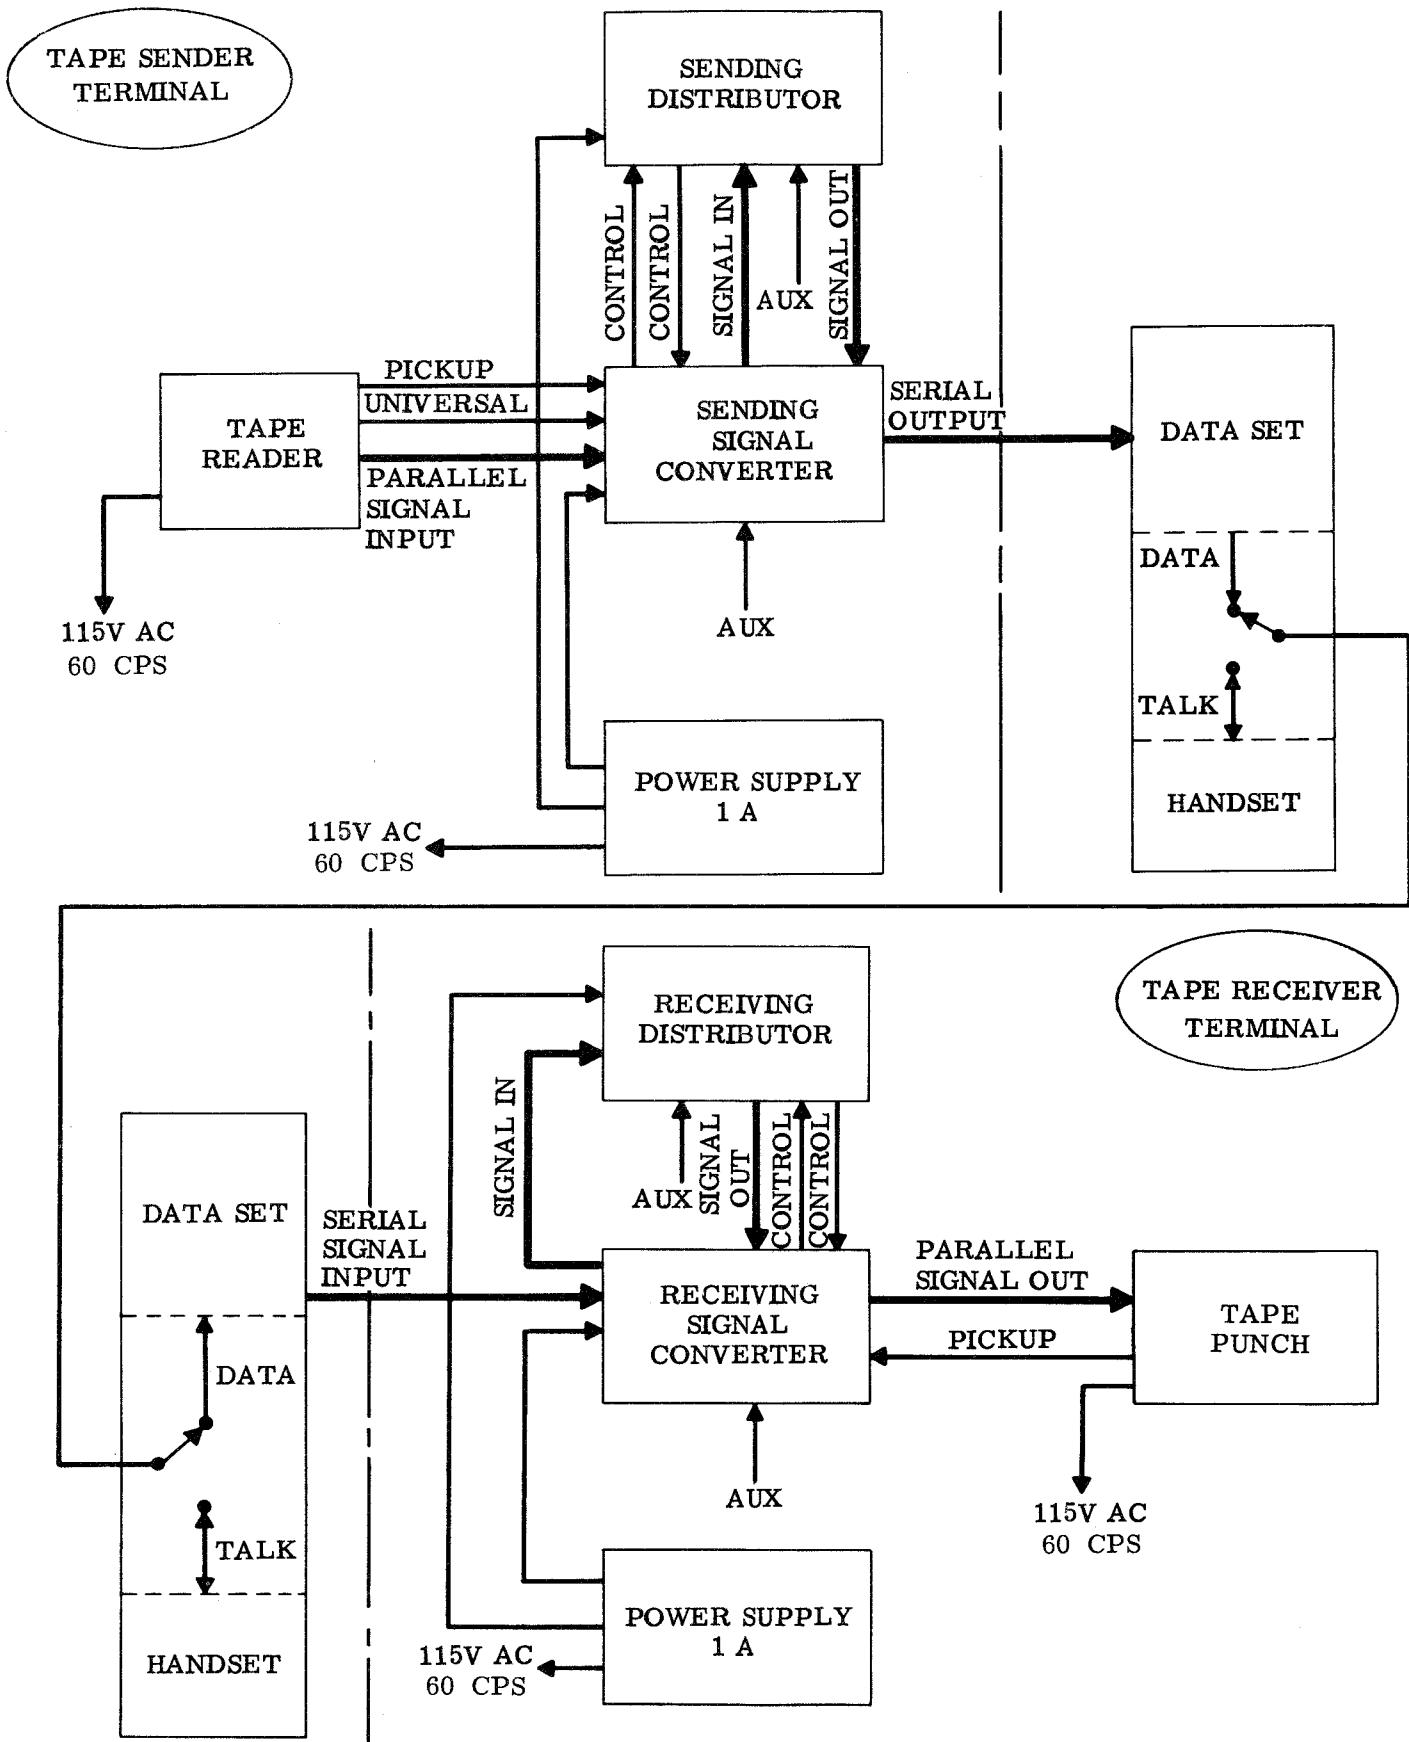 TAPE SENDER
TERMINAL
SENDING
DISTRIBUTOR
CONTROL
CONTROL
SIGNAL IN
AUX
SIGNAL OUT
PICKUP
UNIVERSAL
PARALLEL
SIGNAL
INPUT
TAPE
READER
115V AC
60 CPS
SENDING
SIGNAL
CONVERTER
SERIAL
OUTPUT
AUX
DATA SET
DATA
TALK
HANDSET
POWER SUPPLY
1 A
115V AC
60 CPS
TAPE RECEIVER
TERMINAL
RECEIVING
DISTRIBUTOR
SIGNAL IN
AUX
SIGNAL
OUT
CONTROL
CONTROL
DATA SET
SERIAL
SIGNAL
INPUT
DATA
TALK
HANDSET
RECEIVING
SIGNAL
CONVERTER
PARALLEL
SIGNAL OUT
PICKUP
TAPE
PUNCH
115V AC
60 CPS
AUX
POWER SUPPLY
1 A
115V AC
60 CPS